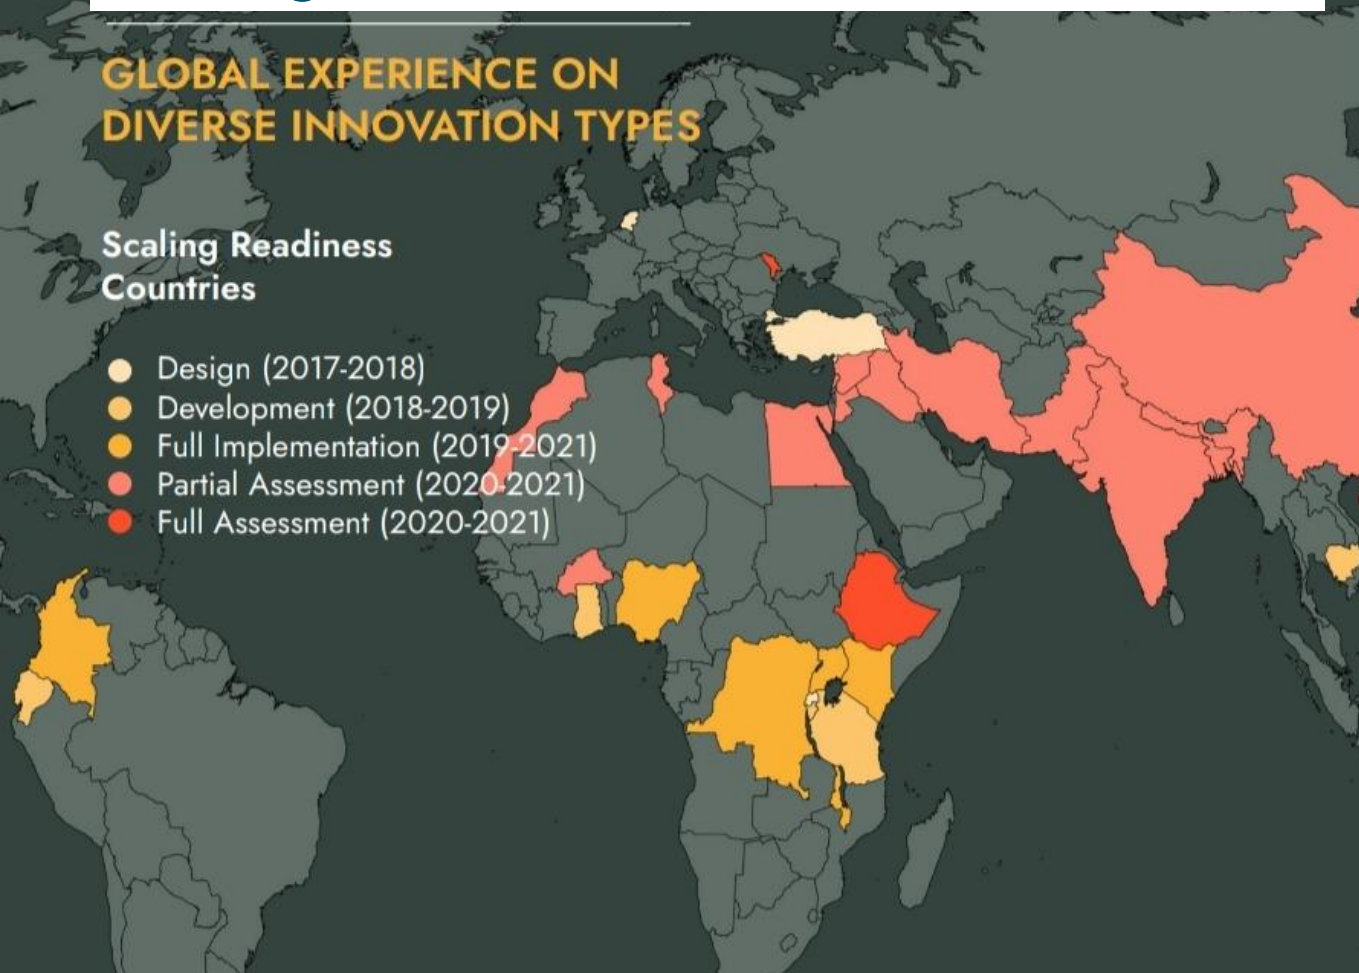 GLOBAL EXPERIENCE ON
DIVERSE INNOVATION TYPES
Scaling Readiness
Countries
Design (2017-2018)
Development (2018-2019)
Full Implementation (2019-2021)
Partial Assessment (2020-2021)
Full Assessment (2020-2021)